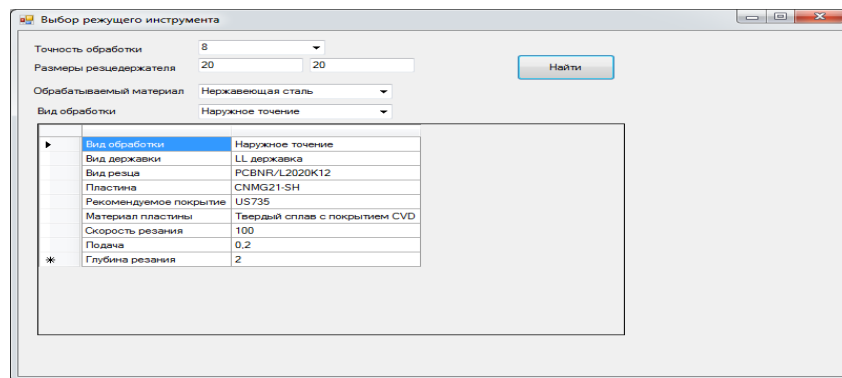 Выбор режущего инструмента
Точность обработки 8
Размеры резцедержателя 20 20
Найти
Обрабатываемый материал Нержавеющая сталь
Вид обработки Наружное точение
Вид обработки Наружное точение
Вид державки LL державка
Вид резца PCBNR/L2020K12
Пластина CNMG21-SH
Рекомендуемое покрытие US735
Материал пластины Твердый сплав с покрытием CVD
Скорость резания 100
Подача 0,2
Глубина резания 2